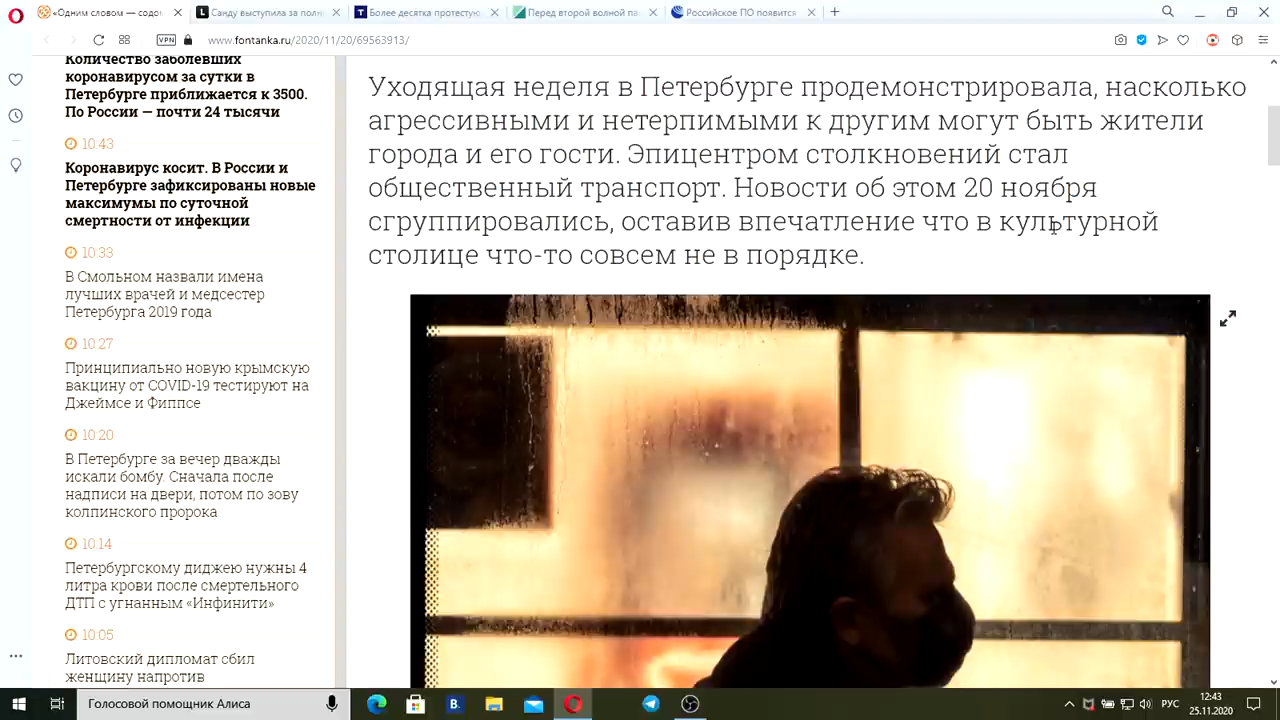 «Одним словом — содо
Санду выступила за полн
Более десятка протестую
Перед второй волной па
Российское ПО появится
VPN
www.fontanka.ru/2020/11/20/69563913/
Количество заболевших
коронавирусом за сутки в
Петербурге приближается к 3500.
По России — почти 24 тысячи
10:43
Коронавирус косит. В России и
Петербурге зафиксированы новые
максимумы по суточной
смертности от инфекции
10:33
В Смольном назвали имена
лучших врачей и медсестер
Петербурга 2019 года
10:27
Принципиально новую крымскую
вакцину от COVID-19 тестируют на
Джеймсе и Фиппсе
10:20
В Петербурге за вечер дважды
искали бомбу. Сначала после
надписи на двери, потом по зову
колпинского пророка
10:14
Петербургскому диджею нужны 4
литра крови после смертельного
ДТП с угнанным «Инфинити»
10:05
Литовский дипломат сбил
женщину напротив
Уходящая неделя в Петербурге продемонстрировала, насколько
агрессивными и нетерпимыми к другим могут быть жители
города и его гости. Эпицентром столкновений стал
общественный транспорт. Новости об этом 20 ноября
сгруппировались, оставив впечатление что в культурной
столице что-то совсем не в порядке.
Голосовой помощник Алиса
B.
РУС
12:43
25.11.2020